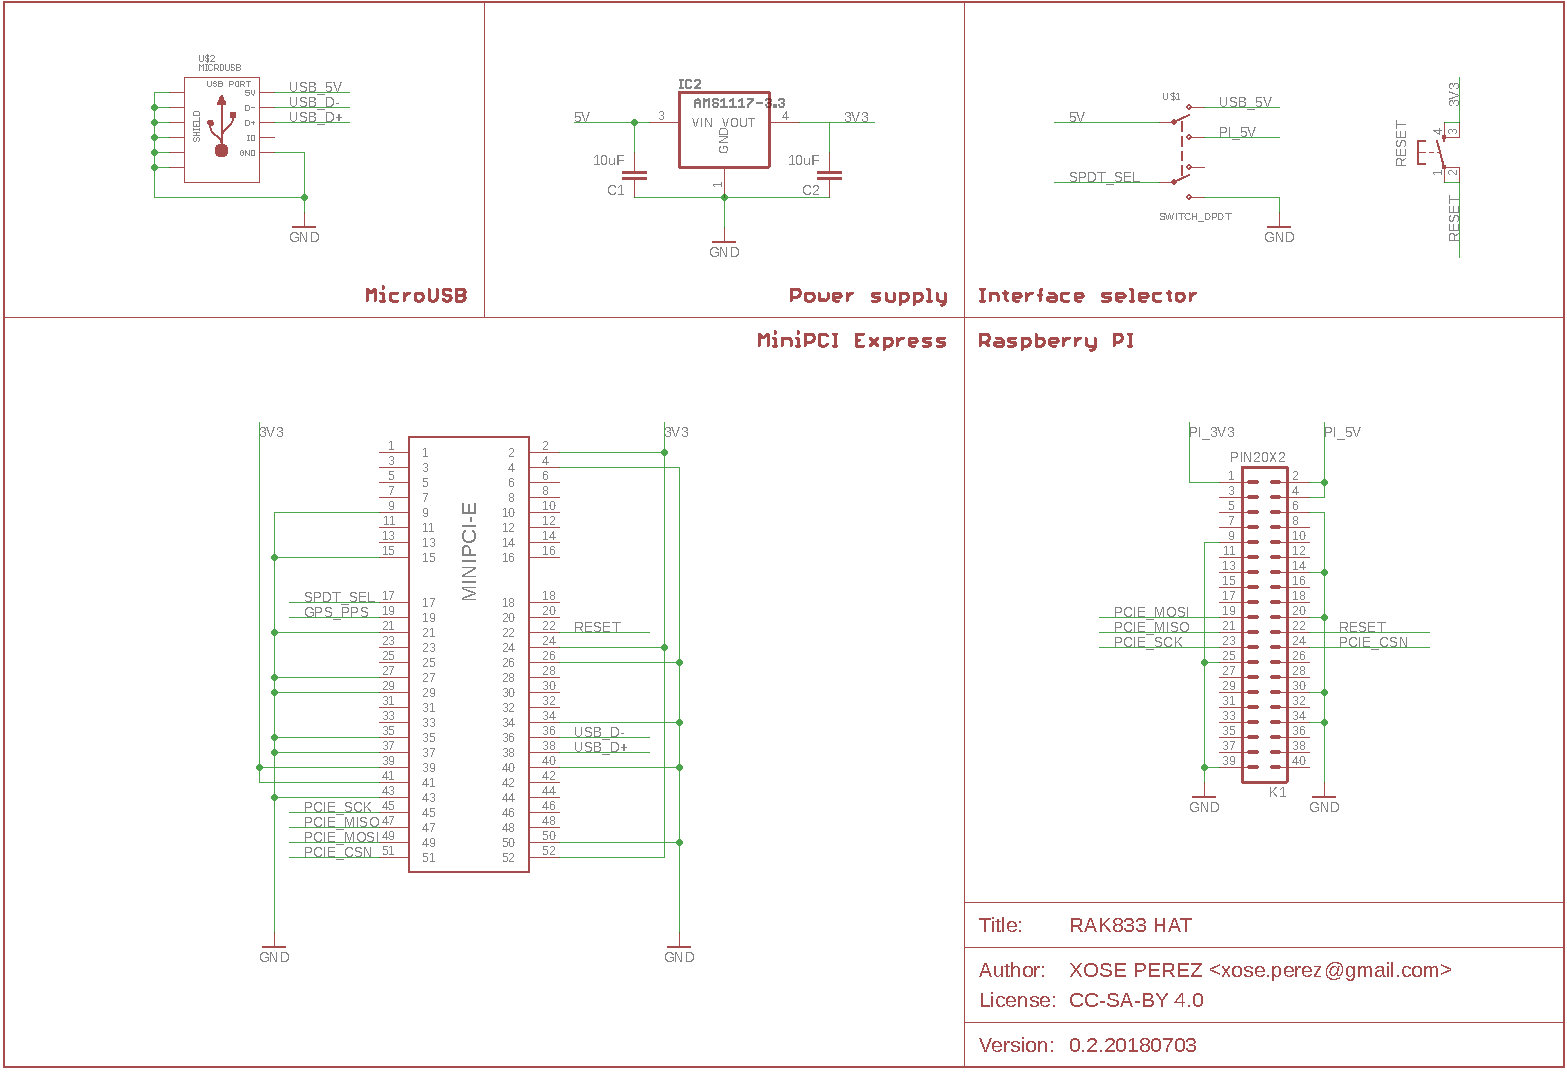 U$2
MICROUSB
USB PORT
SHIELD
5V
D-
D+
ID
GND
USB_5V
USB_D-
USB_D+
GND
MicroUSB
IC2
AMS1117-3.3
5V
3
VIN VOUT
4
3V3
GND
1
10uF
C1
10uF
C2
GND
Power supply
U$1
5V
USB_5V
PI_5V
SPDT_SEL
SWITCH_DPDT
GND
3V3
RESET
4
3
1
2
RESET
Interface selector
MiniPCI Express
3V3
3V3
MINIPCI-E
1 1 2 2
3 3 4 4
5 5 6 6
7 7 8 8
9 9 10 10
11 11 12 12
13 13 14 14
15 15 16 16
SPDT_SEL 17 17 18 18
GPS_PPS 19 19 20 20
21 21 22 22 RESET
23 23 24 24
25 25 26 26
27 27 28 28
29 29 30 30
31 31 32 32
33 33 34 34
35 35 36 36 USB_D-
37 37 38 38 USB_D+
39 39 40 40
41 41 42 42
43 43 44 44
PCIE_SCK 45 45 46 46
PCIE_MISO 47 47 48 48
PCIE_MOSI 49 49 50 50
PCIE_CSN 51 51 52 52
GND
GND
Raspberry PI
PI_3V3
PI_5V
PIN20X2
1 2
3 4
5 6
7 8
9 10
11 12
13 14
15 16
17 18
PCIE_MOSI 19 20
PCIE_MISO 21 22 RESET
PCIE_SCK 23 24 PCIE_CSN
25 26
27 28
29 30
31 32
33 34
35 36
37 38
39 40
K1
GND
GND
Title: RAK833 HAT
Author: XOSE PEREZ <xose.perez@gmail.com>
License: CC-SA-BY 4.0
Version: 0.2.20180703